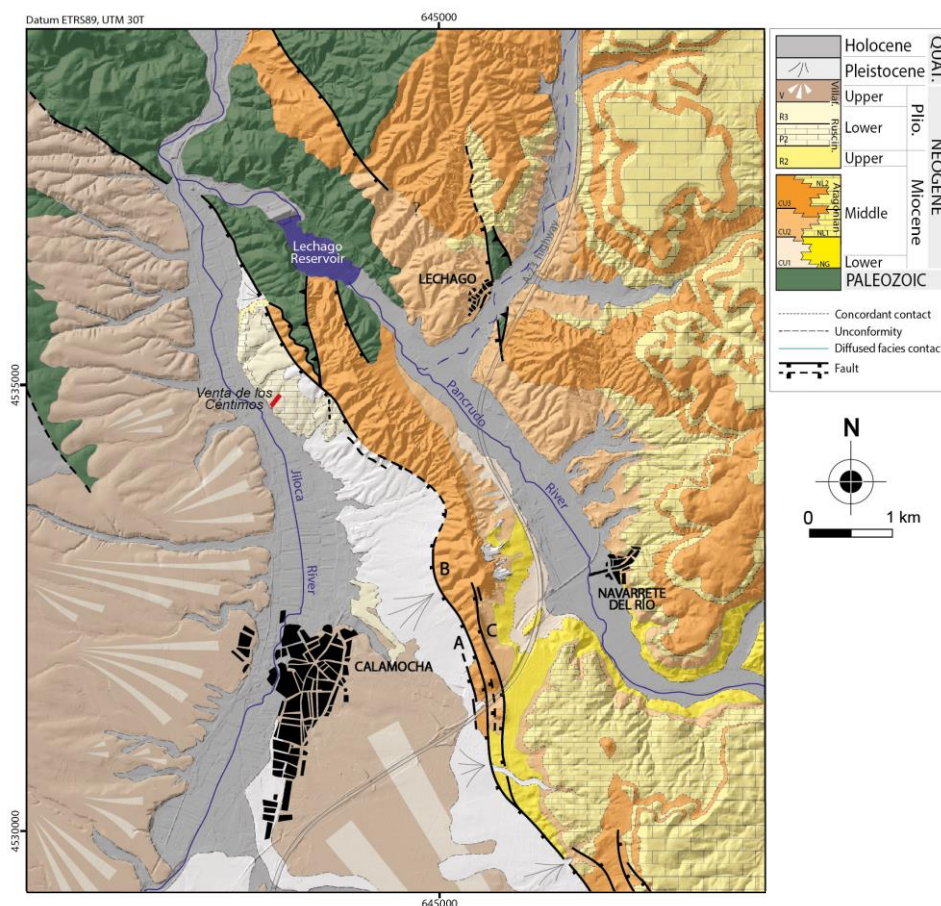 Datum ETRS89, UTM 30T
645000
Lechago
Reservoir
LECHAGO
A-23 highway
4535000
Venta de los
Céntimos
Pancrudo
River
Jiloca
River
B
NAVARRETE
DEL RÍO
C
A
CALAMOCHA
4530000
645000
Holocene
Pleistocene
QUAT.
V
Villaf.
Upper
R3
Ruscin.
Lower
Plio.
P2
R2
Upper
NEOGENE
Miocene
NL2
Aragonian
CU3
Middle
CU2
NL1
Lower
CU1
NG
PALEOZOIC
Concordant contact
Unconformity
Diffused facies contac
Fault
N
0 1 km